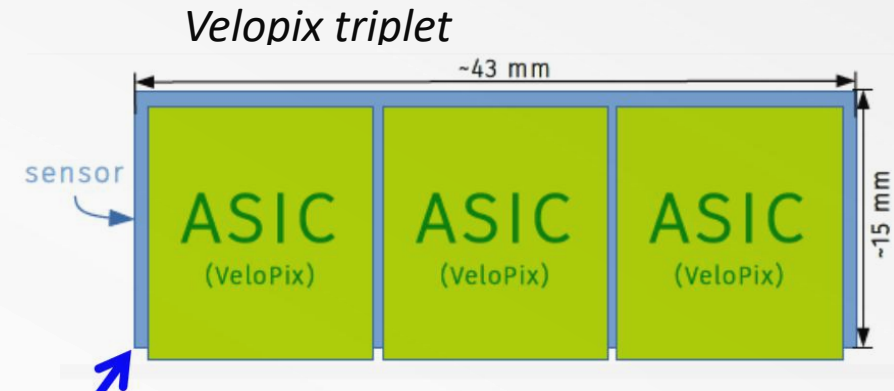 Velopix triplet
~43 mm
sensor
ASIC ASIC ASIC
(VeloPix) (VeloPix) (VeloPix)
~15 mm